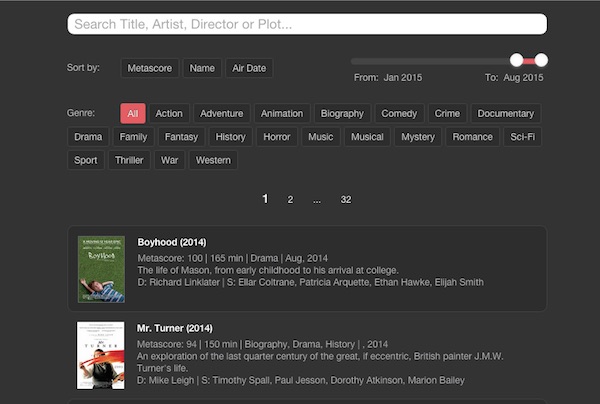 Search Title, Artist, Director or Plot...
Sort by: Metascore Name Air Date
From: Jan 2015 To: Aug 2015
Genre: All Action Adventure Animation Biography Comedy Crime Documentary
Drama Family Fantasy History Horror Music Musical Mystery Romance Sci-Fi
Sport Thriller War Western
1 2 ... 32
Boyhood (2014)
Metascore: 100 | 165 min | Drama | Aug, 2014
The life of Mason, from early childhood to his arrival at college.
D: Richard Linklater | S: Ellar Coltrane, Patricia Arquette, Ethan Hawke, Elijah Smith
Boyhood
Mr. Turner (2014)
Metascore: 94 | 150 min | Biography, Drama, History | , 2014
An exploration of the last quarter century of the great, if eccentric, British painter J.M.W.
Turner's life.
D: Mike Leigh | S: Timothy Spall, Paul Jesson, Dorothy Atkinson, Marion Bailey
MR.
TURNER